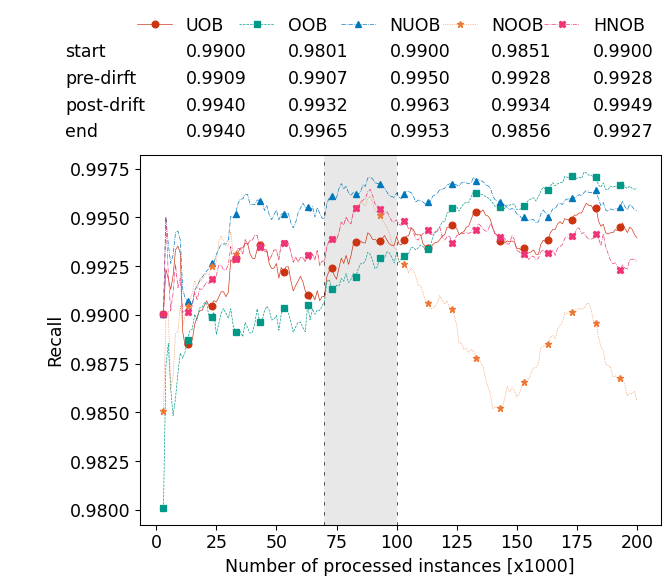 UOB OOB NUOB NOOB HNOB
start 0.9900 0.9801 0.9900 0.9851 0.9900
pre-dirft 0.9909 0.9907 0.9950 0.9928 0.9928
post-drift 0.9940 0.9932 0.9963 0.9934 0.9949
end 0.9940 0.9965 0.9953 0.9856 0.9927
0.9975
0.9950
0.9925
0.9900
0.9875
0.9850
0.9825
0.9800
Recall
0 25 50 75 100 125 150 175 200
Number of processed instances [x1000]